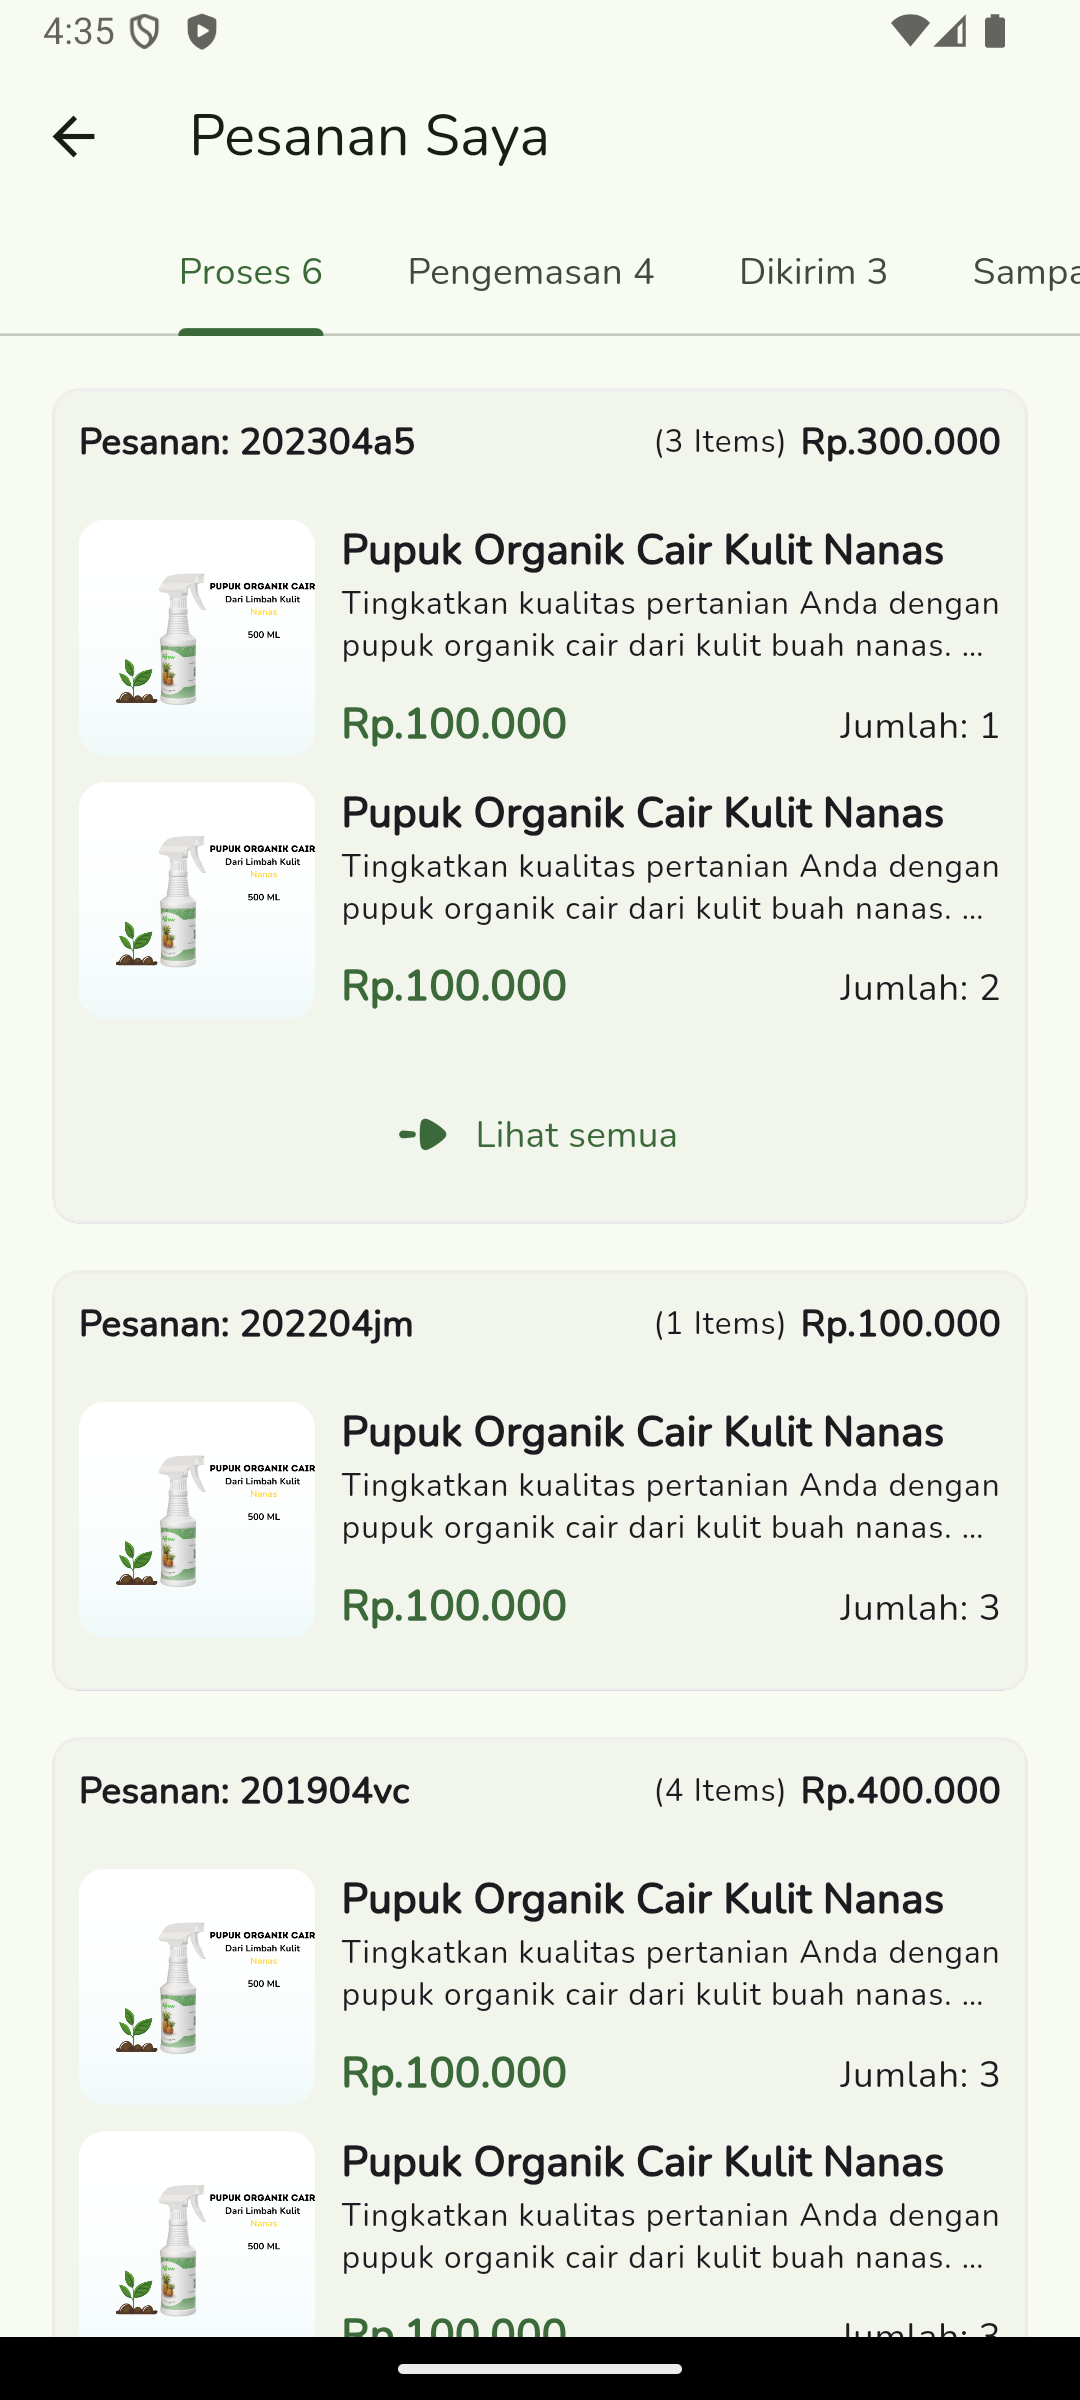 4:35
Pesanan Saya
Proses 6
Pengemasan 4
Dikirim 3
Sampa
Pesanan: 202304a5
(3 Items) Rp.300.000
PUPUK ORGANIK CAIR
Dari Limbah Kulit
Nanas
500 ML
Pupuk Organik Cair Kulit Nanas
Tingkatkan kualitas pertanian Anda dengan
pupuk organik cair dari kulit buah nanas. ...
Rp.100.000
Jumlah: 1
PUPUK ORGANIK CAIR
Dari Limbah Kulit
Nanas
500 ML
Pupuk Organik Cair Kulit Nanas
Tingkatkan kualitas pertanian Anda dengan
pupuk organik cair dari kulit buah nanas. ...
Rp.100.000
Jumlah: 2
Lihat semua
Pesanan: 202204jm
(1 Items) Rp.100.000
PUPUK ORGANIK CAIR
Dari Limbah Kulit
Nanas
500 ML
Pupuk Organik Cair Kulit Nanas
Tingkatkan kualitas pertanian Anda dengan
pupuk organik cair dari kulit buah nanas. ...
Rp.100.000
Jumlah: 3
Pesanan: 201904vc
(4 Items) Rp.400.000
PUPUK ORGANIK CAIR
Dari Limbah Kulit
Nanas
500 ML
Pupuk Organik Cair Kulit Nanas
Tingkatkan kualitas pertanian Anda dengan
pupuk organik cair dari kulit buah nanas. ...
Rp.100.000
Jumlah: 3
PUPUK ORGANIK CAIR
Dari Limbah Kulit
Nanas
500 ML
Pupuk Organik Cair Kulit Nanas
Tingkatkan kualitas pertanian Anda dengan
pupuk organik cair dari kulit buah nanas. ...
Rp.100.000
Jumlah: 3